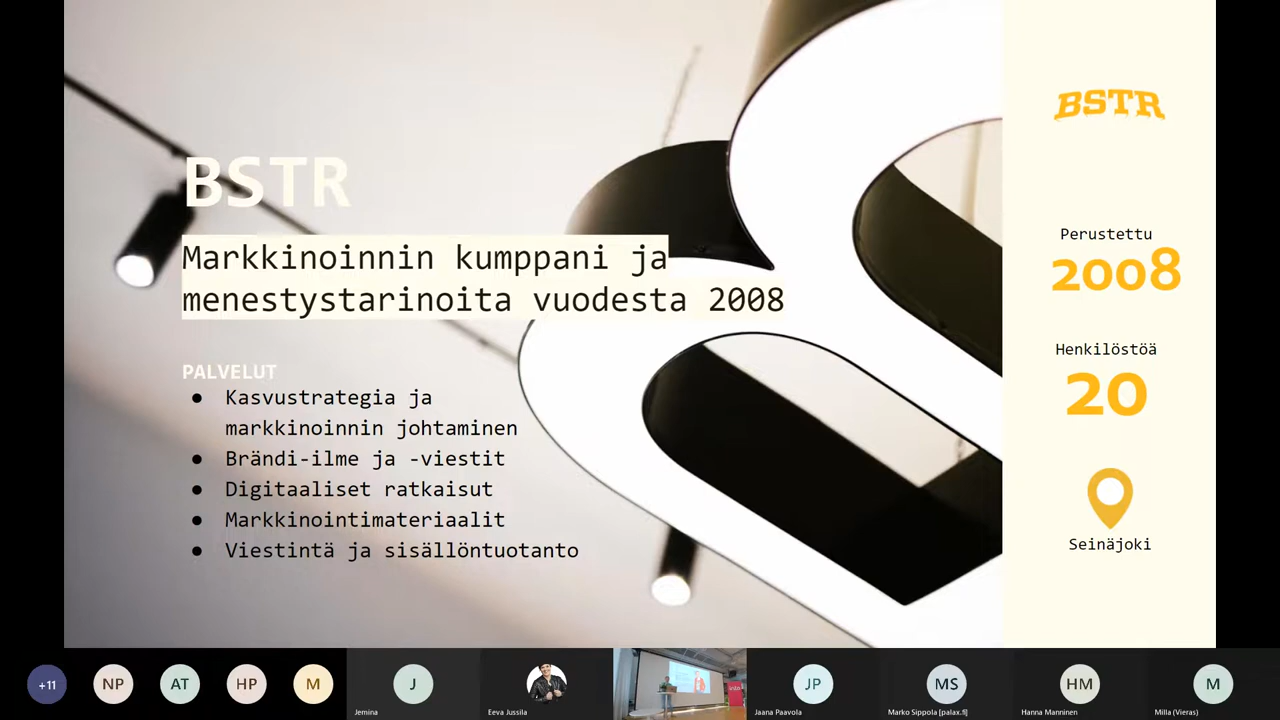 BSTR
Markkinoinnin kumppani ja
menestystarinoita vuodesta 2008
PALVELUT
● Kasvustrategia ja
markkinoinnin johtaminen
● Brändi-ilme ja -viestit
● Digitaaliset ratkaisut
● Markkinointimateriaalit
● Viestintä ja sisällöntuotanto
BSTR
Perustettu
2008
Henkilöstöä
20
Seinäjoki
+11
NP
AT
HP
M
J
Jemina
Eeva Jussila
JP
Jaana Paavola
MS
Marko Sippola [palax.fi]
HM
Hanna Manninen
M
Milla (Vieras)